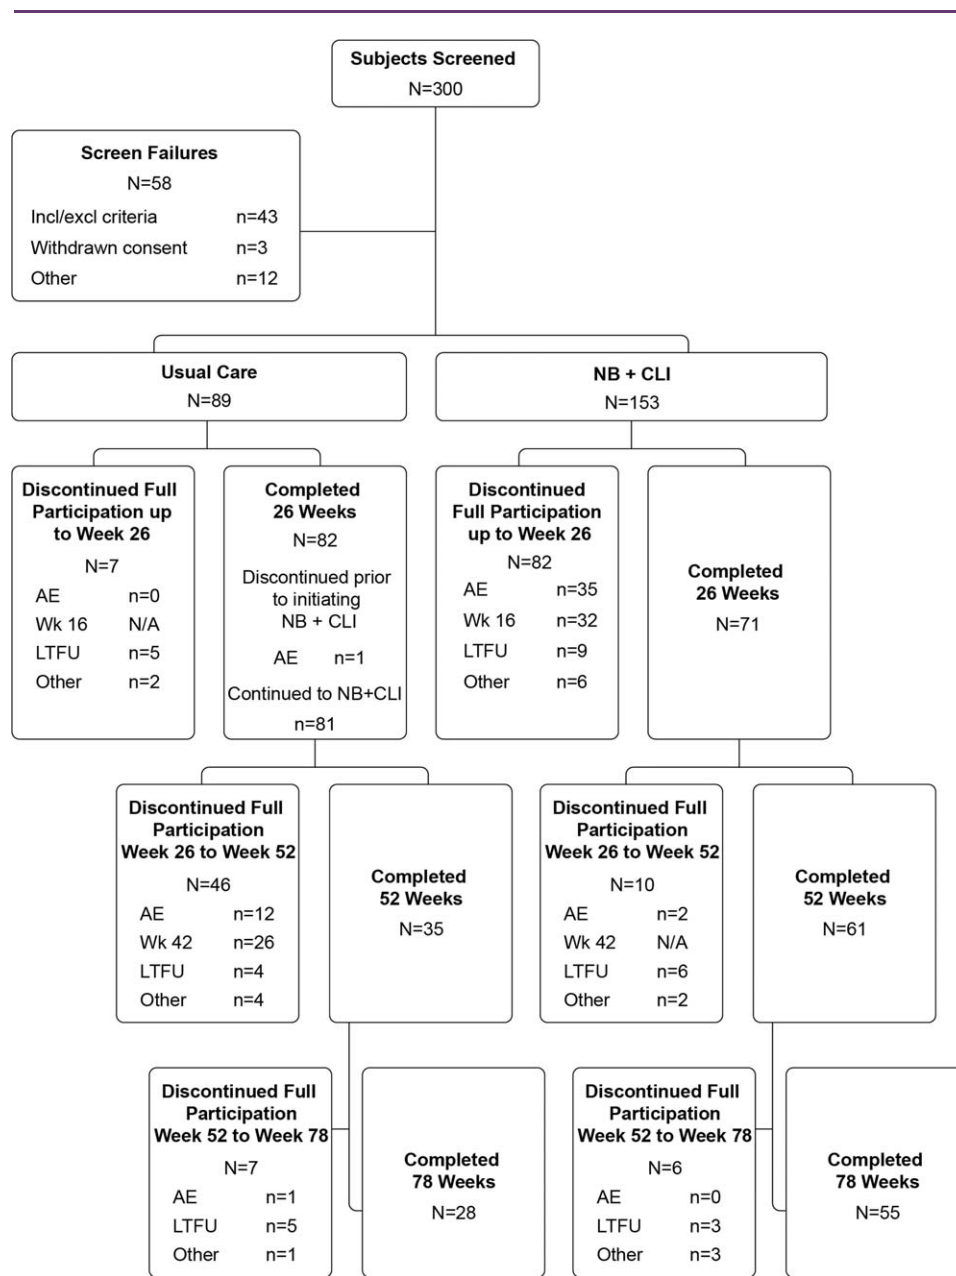 Subjects Screened
N=300
Screen Failures
N=58
Incl/excl criteria n=43
Withdrawn consent n=3
Other n=12
Usual Care
N=89
NB + CLI
N=153
Discontinued Full
Participation up
to Week 26
N=7
AE n=0
Wk 16 N/A
LTFU n=5
Other n=2
Completed
26 Weeks
N=82
Discontinued prior
to initiating
NB + CLI
AE n=1
Continued to NB+CLI
n=81
Discontinued
Full Participation
up to Week 26
N=82
AE n=35
Wk 16 n=32
LTFU n=9
Other n=6
Completed
26 Weeks
N=71
Discontinued Full
Participation
Week 26 to Week 52
N=46
AE n=12
Wk 42 n=26
LTFU n=4
Other n=4
Completed
52 Weeks
N=35
Discontinued Full
Participation
Week 26 to Week 52
N=10
AE n=2
Wk 42 N/A
LTFU n=6
Other n=2
Completed
52 Weeks
N=61
Discontinued Full
Participation
Week 52 to Week 78
N=7
AE n=1
LTFU n=5
Other n=1
Completed
78 Weeks
N=28
Discontinued Full
Participation
Week 52 to Week 78
N=6
AE n=0
LTFU n=3
Other n=3
Completed
78 Weeks
N=55